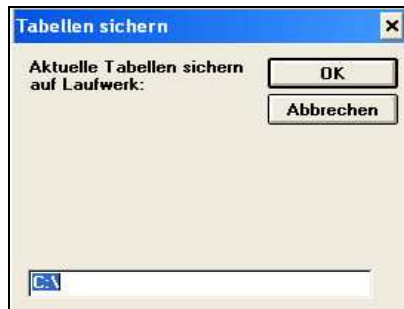 Tabellen sichern
Aktuelle Tabellen sichern
auf Laufwerk:
OK
Abbrechen
C:\